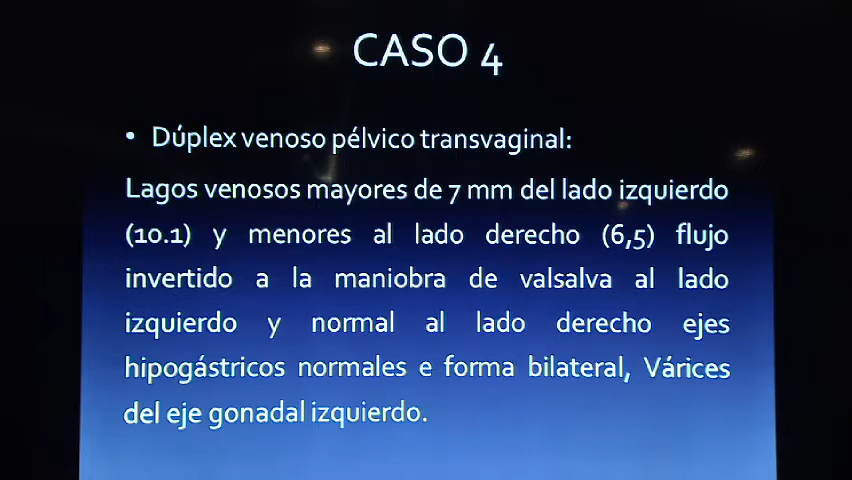 CASO 4
• Dúplex venoso pélvico transvaginal:
Lagos venosos mayores de 7 mm del lado izquierdo
(10.1) y menores al lado derecho (6,5) flujo
invertido a la maniobra de valsalva al lado
izquierdo y normal al lado derecho ejes
hipogástricos normales e forma bilateral, Várices
del eje gonadal izquierdo.